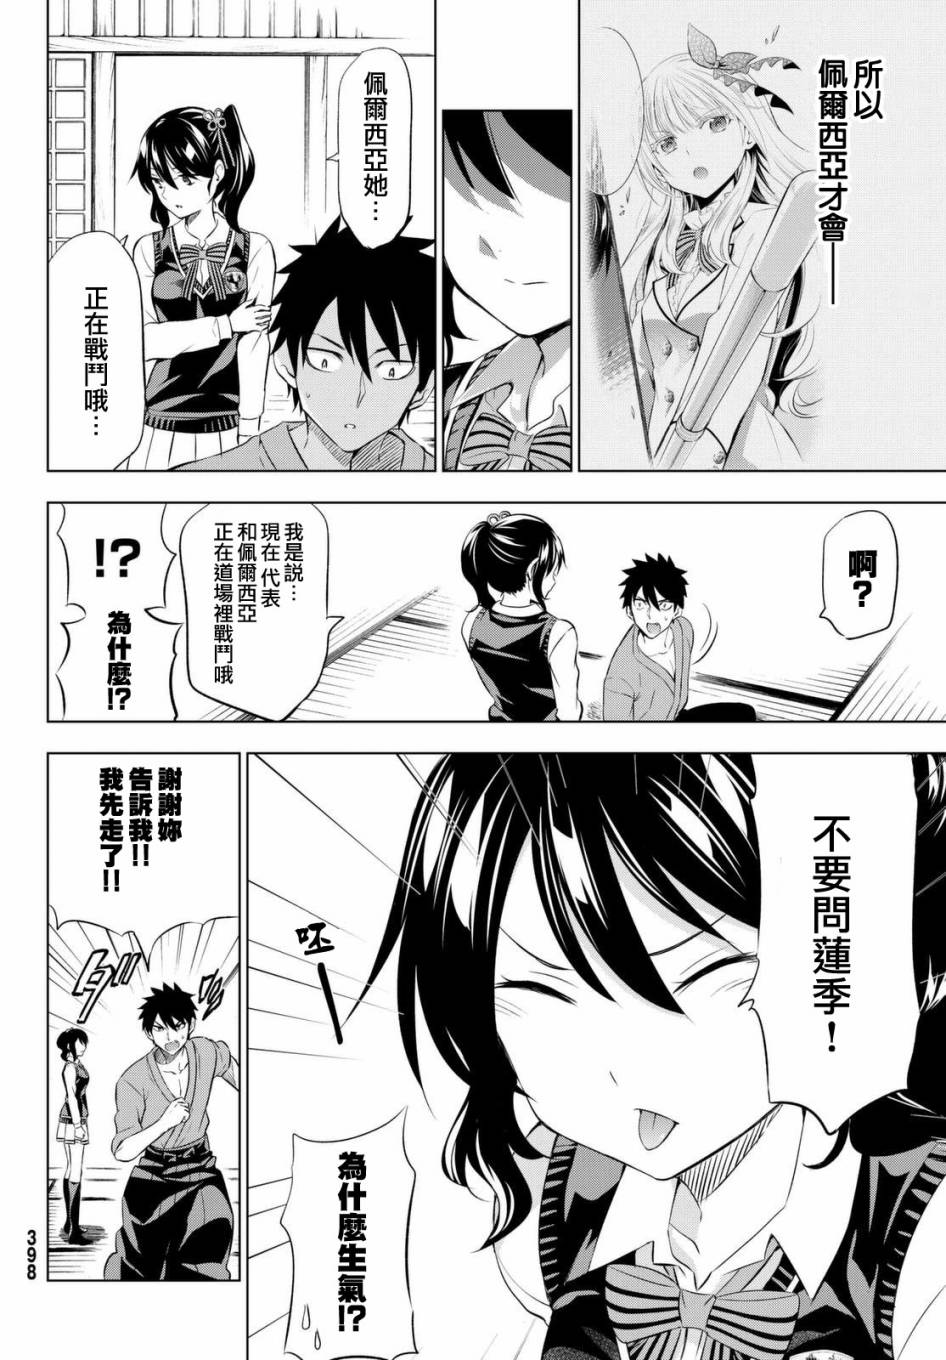 所以
佩爾西亞才會——
佩爾西亞她…
正在戰鬥哦…
啊?
我是說…
現在 代表
和佩爾西亞
正在道場裡戰鬥哦
!?
為什麼!?
不要問蓮季!
呸ー
為什麼生氣!?
謝謝妳
告訴我!!
我先走了!!
ダッ
398